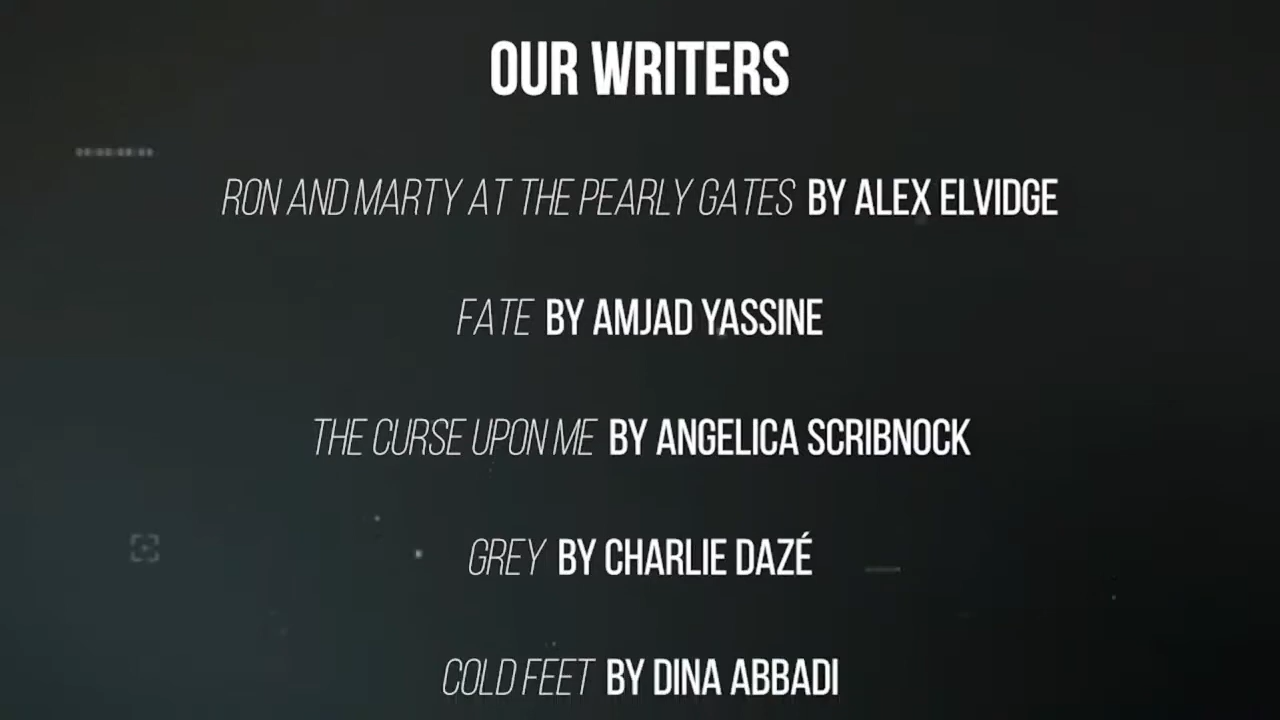 OUR WRITERS
RON AND MARTY AT THE PEARLY GATES BY ALEX ELVIDGE
FATE BY AMJAD YASSINE
THE CURSE UPON ME BY ANGELICA SCRIBNOCK
GREY BY CHARLIE DAZÉ
COLD FEET BY DINA ABBADI